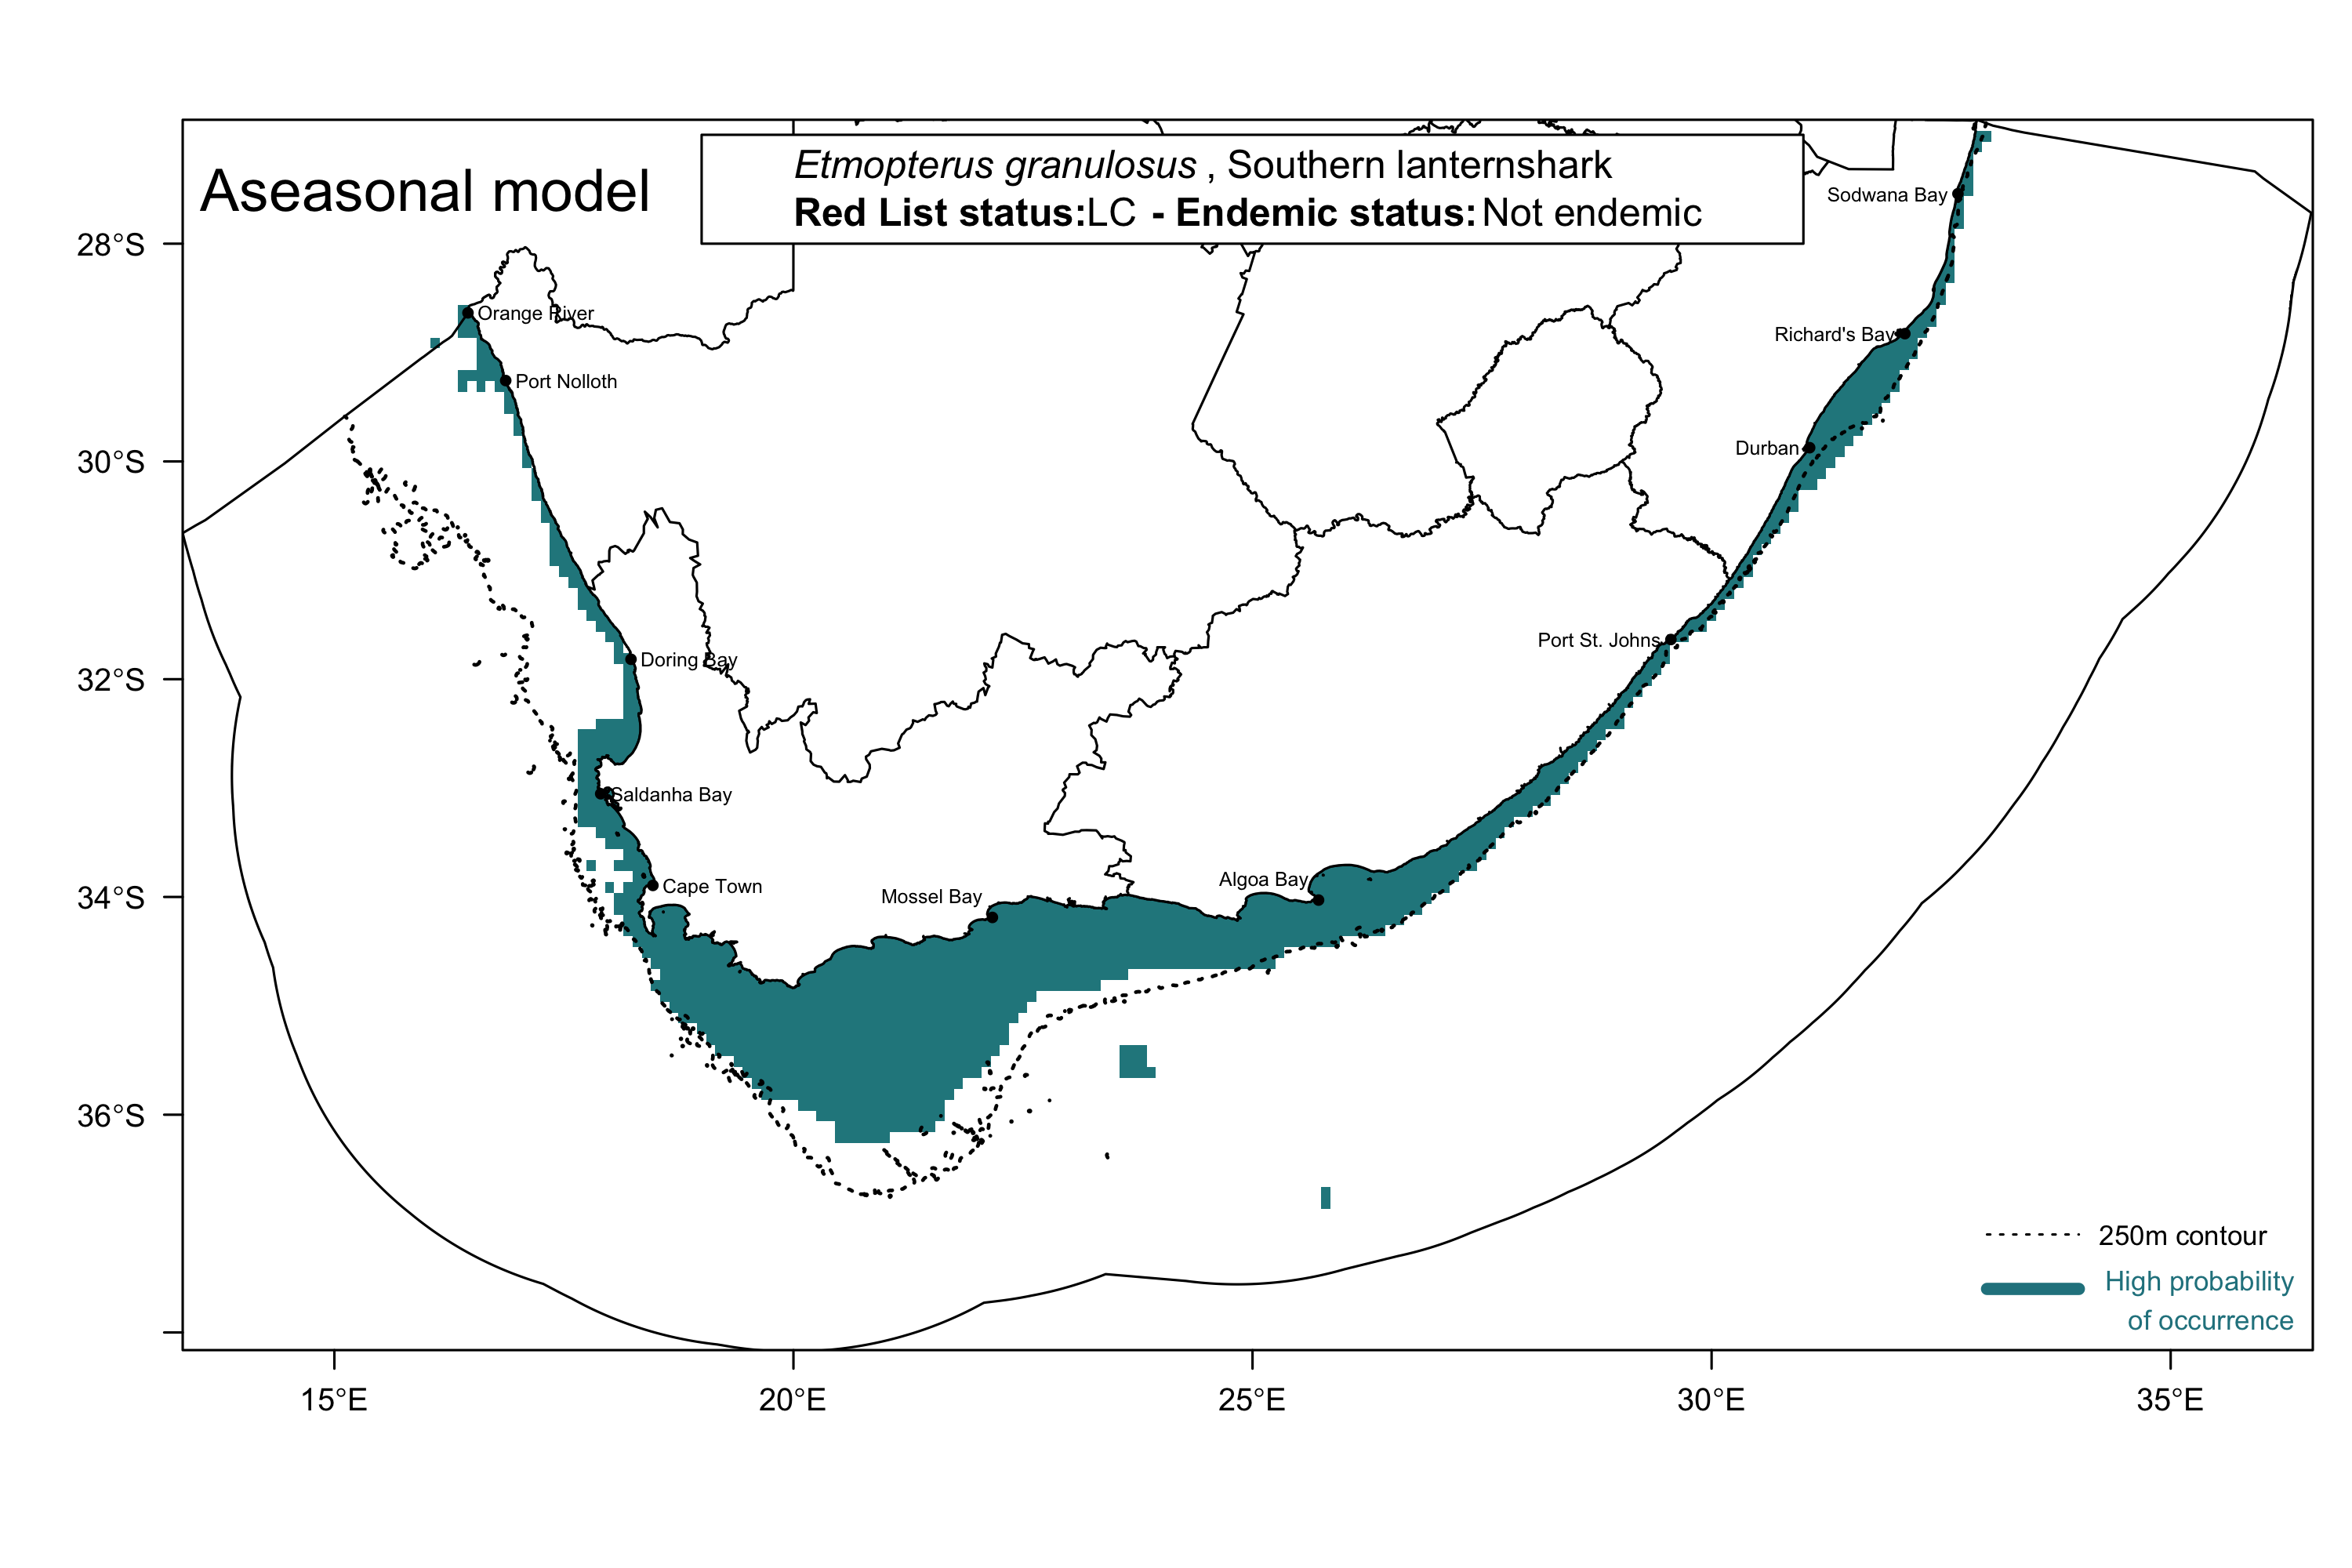 Aseasonal model
Etmopterus granulosus , Southern lanternshark
Red List status:LC - Endemic status: Not endemic
Sodwana Bay
28°S
Orange River
Richard's Bay
Port Nolloth
Durban
30°S
Port St. Johns
Doring Bay
32°S
Saldanha Bay
Algoa Bay
Cape Town
Mossel Bay
34°S
36°S
250m contour
High probability
of occurrence
15°E
20°E
25°E
30°E
35°E